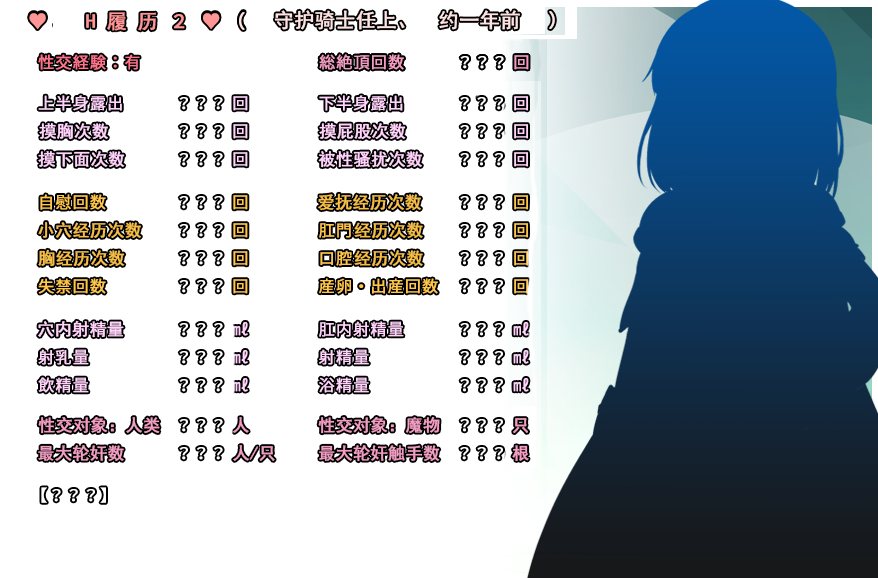 ♥. H 履 历 2 ♥ ( 守护骑士任上、 约一年前 )
性交経験：有 総絶頂回数 ？？？回
上半身露出 ？？？回 下半身露出 ？？？回
摸胸次数 ？？？回 摸屁股次数 ？？？回
摸下面次数 ？？？回 被性骚扰次数 ？？？回
自慰回数 ？？？回 爱抚经历次数 ？？？回
小穴经历次数 ？？？回 肛門经历次数 ？？？回
胸经历次数 ？？？回 口腔经历次数 ？？？回
失禁回数 ？？？回 産卵・出産回数 ？？？回
穴内射精量 ？？？㎖ 肛内射精量 ？？？㎖
射乳量 ？？？㎖ 射精量 ？？？㎖
飲精量 ？？？㎖ 浴精量 ？？？㎖
性交对象：人类 ？？？人 性交对象：魔物 ？？？只
最大轮奸数 ？？？人/只 最大轮奸触手数 ？？？根
【？？？】